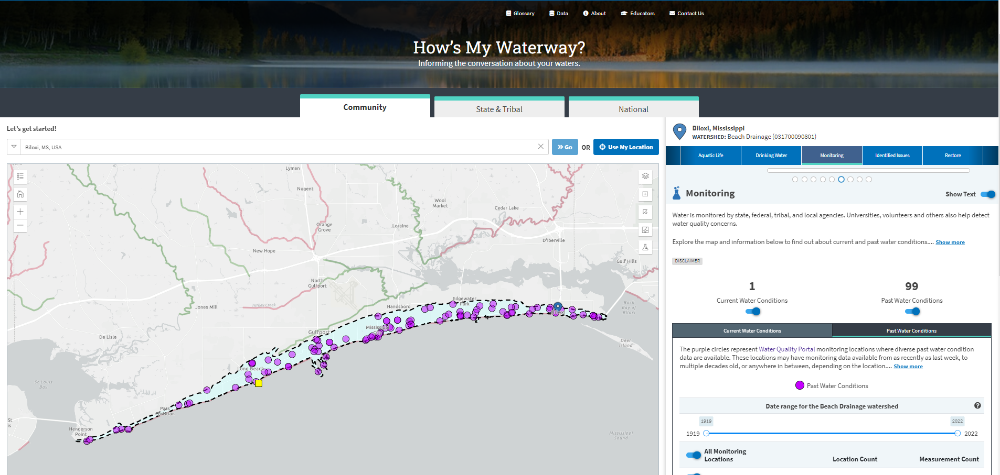 Glossary
Data
About
Educators
Contact Us
How's My Waterway?
Informing the conversation about your waters.
Community
State & Tribal
National
Let's get started!
Biloxi, MS, USA
Go
OR
Use My Location
Lyman
Nugent
Wool
Market
Cedar Lake
Orange
Grove
Loraine
D'Iberville
New Hope
Gulf Hills
North
Gulfport
Turkey Creek
Jones Mill
Handsboro
Edgewater
Park
Back
Bay of
Biloxi
Biloxi
Mississippi
City
Gulfport
De Lisle
Deer
Island
Long Beach
St Louis
Bay
Pass
Christian
St
is
Henderson
Point
Mississippi
Sound
Biloxi, Mississippi
WATERSHED: Beach Drainage (031700090801)
Aquatic Life
Drinking Water
Monitoring
Identified Issues
Restore
Monitoring
Show Text
Water is monitored by state, federal, tribal, and local agencies. Universities, volunteers and others also help detect
water quality concerns.
Explore the map and information below to find out about current and past water conditions.... Show more
DISCLAIMER
1
Current Water Conditions
99
Past Water Conditions
Current Water Conditions
Past Water Conditions
The purple circles represent Water Quality Portal monitoring locations where diverse past water condition
data are available. These locations may have monitoring data available from as recently as last week, to
multiple decades old, or anywhere in between, depending on the location.... Show more
Past Water Conditions
Date range for the Beach Drainage watershed
1919
2022
1919
2022
All Monitoring
Locations
Location Count
Measurement Count